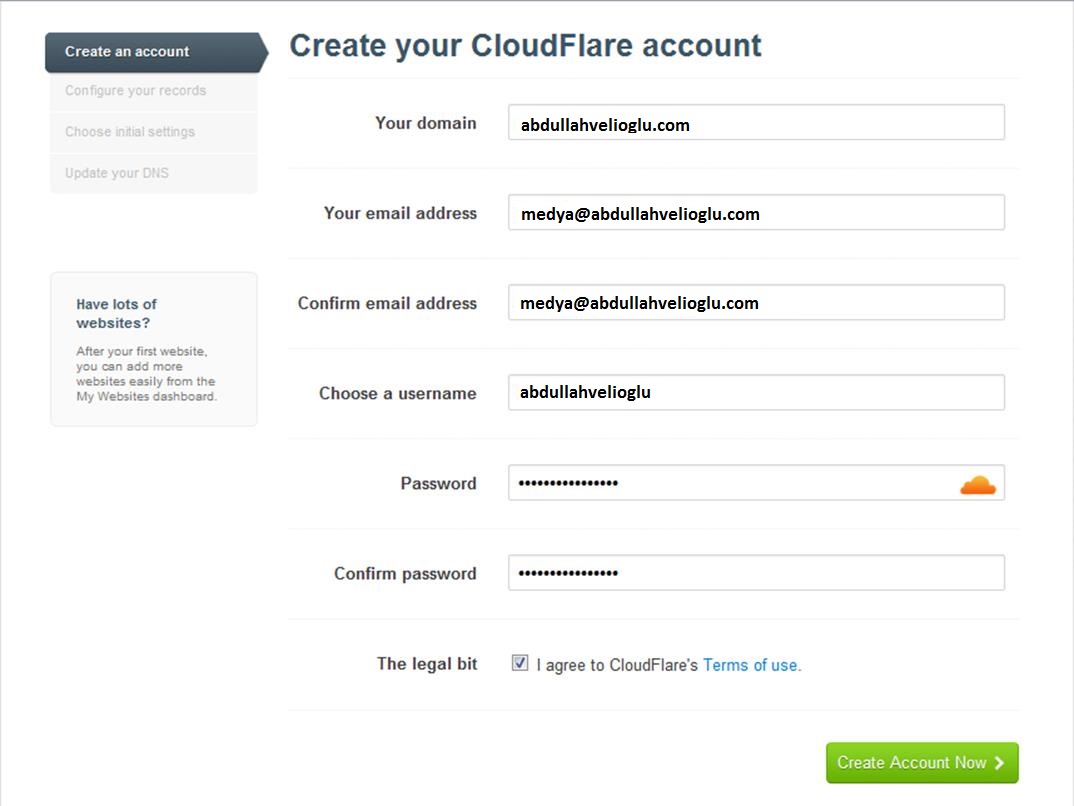 Create an account
Configure your records
Choose initial settings
Update your DNS
Have lots of
websites?
After your first website,
you can add more
websites easily from the
My Websites dashboard.
Create your CloudFlare account
Your domain
abdullahvelioglu.com
Your email address
medya@abdullahvelioglu.com
Confirm email address
medya@abdullahvelioglu.com
Choose a username
abdullahvelioglu
Password
••••••••••••••••
Confirm password
••••••••••••••••
The legal bit
I agree to CloudFlare's Terms of use.
Create Account Now